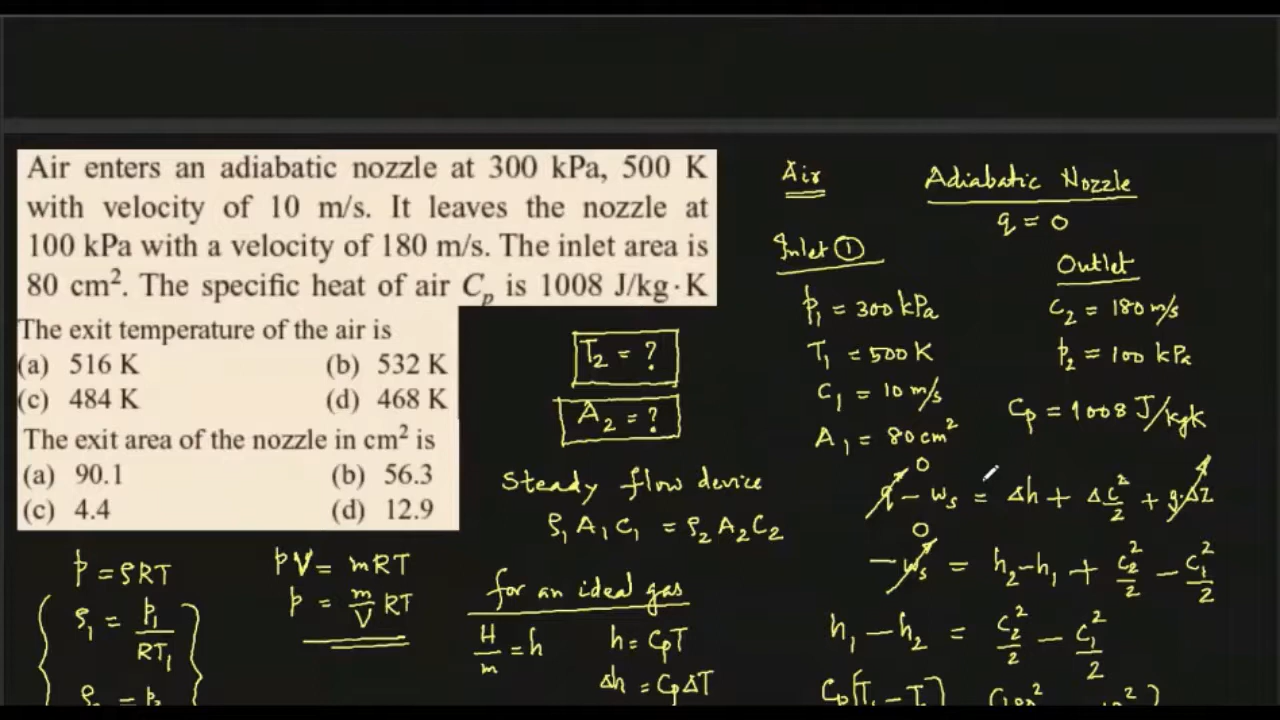 Air enters an adiabatic nozzle at 300 kPa, 500 K
with velocity of 10 m/s. It leaves the nozzle at
100 kPa with a velocity of 180 m/s. The inlet area is
80 cm². The specific heat of air Cₚ is 1008 J/kg·K
The exit temperature of the air is
(a) 516 K (b) 532 K
(c) 484 K (d) 468 K
The exit area of the nozzle in cm² is
(a) 90.1 (b) 56.3
(c) 4.4 (d) 12.9
T₂ = ?
A₂ = ?
Steady flow device
ρ₁ A₁ C₁ = ρ₂ A₂ C₂
p = ρRT
ρ₁ = p₁/RT₁
ρ₂ = p₂
pV = mRT
p = m/V RT
for an ideal gas
H/m = h h = CpT
Δh = CpΔT
Air
Adiabatic Nozzle
q = 0
Inlet ①
p₁ = 300 kPa
T₁ = 500 K
C₁ = 10 m/s
A₁ = 80 cm²
Outlet
C₂ = 180 m/s
p₂ = 100 kPa
Cp = 1008 J/kgK
q⁰ - ws = Δh + ΔC²/2 + g.Δz
-ws⁰ = h₂ - h₁ + C₂²/2 - C₁²/2
h₁ - h₂ = C₂²/2 - C₁²/2